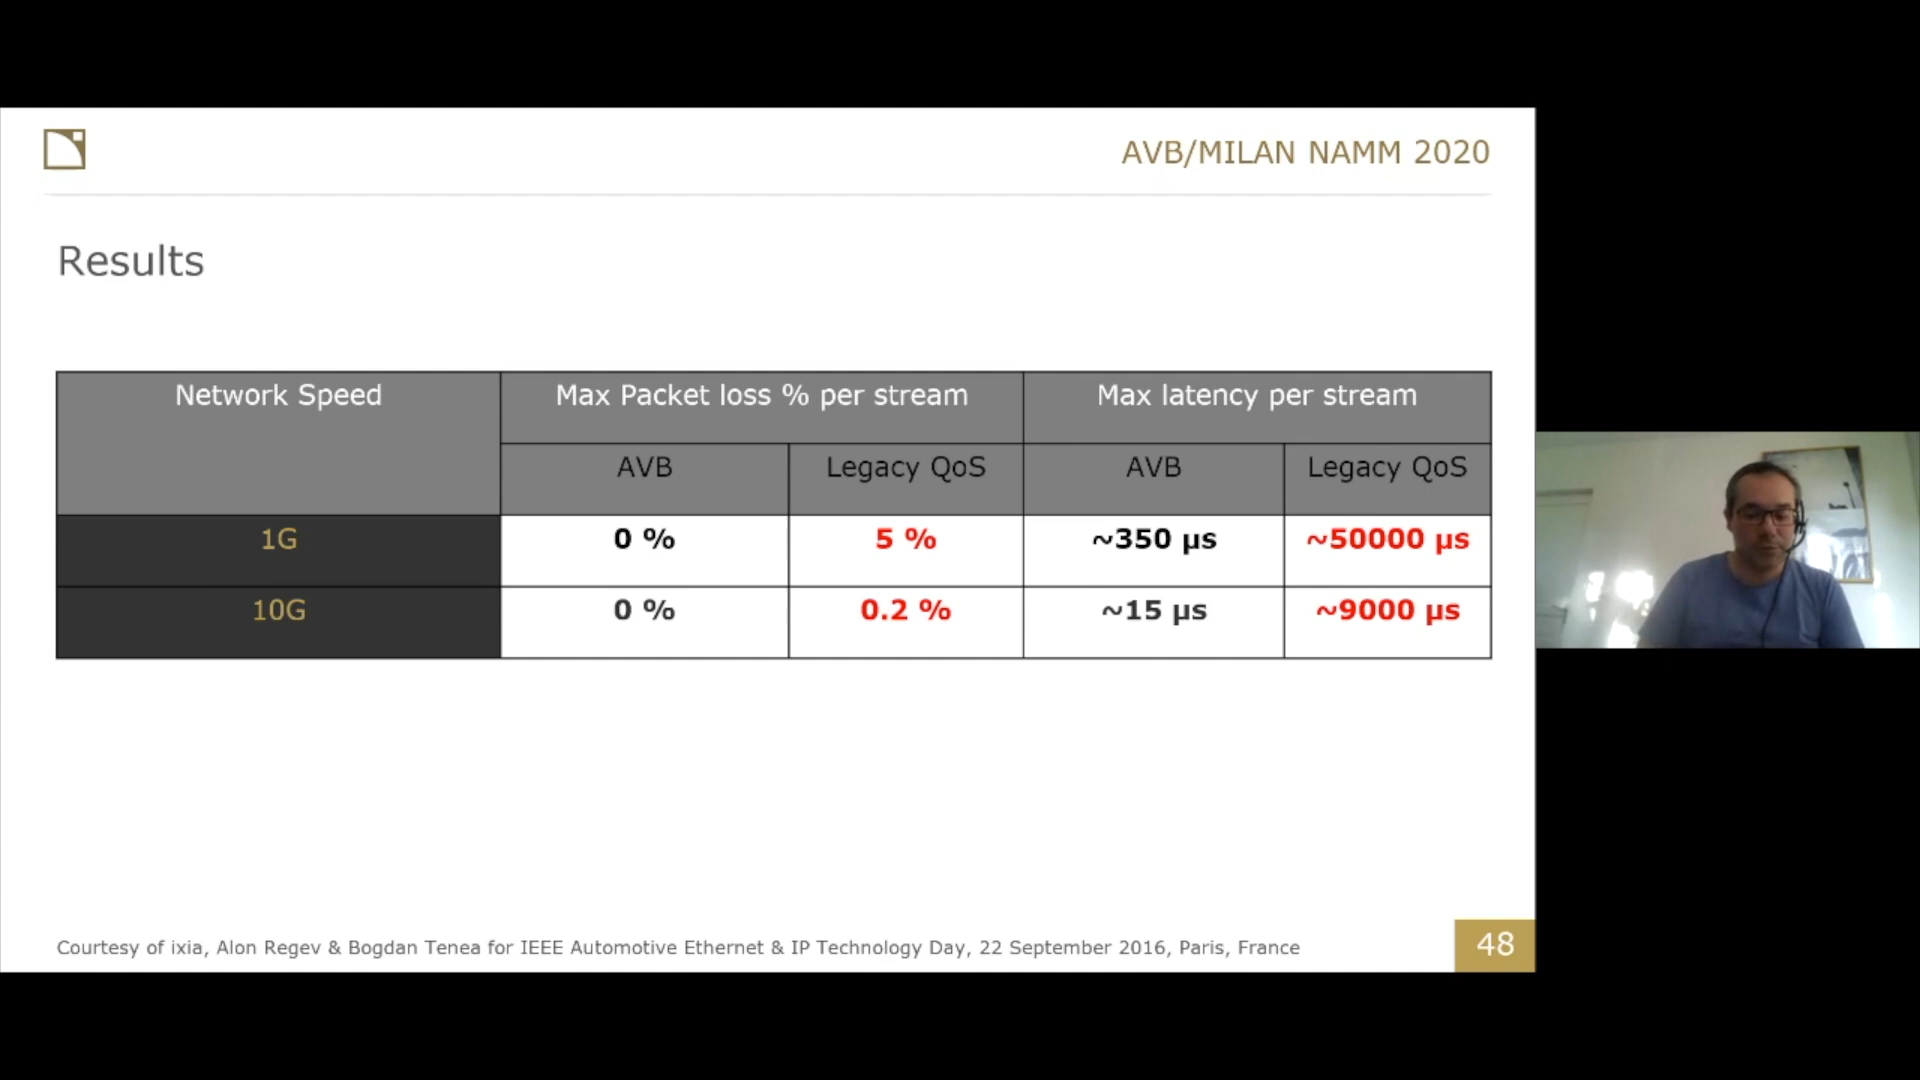 AVB/MILAN NAMM 2020
Results
Network Speed Max Packet loss % per stream Max latency per stream
AVB Legacy QoS AVB Legacy QoS
1G 0 % 5 % ~350 µs ~50000 µs
10G 0 % 0.2 % ~15 µs ~9000 µs
Courtesy of ixia, Alon Regev & Bogdan Tenea for IEEE Automotive Ethernet & IP Technology Day, 22 September 2016, Paris, France
48